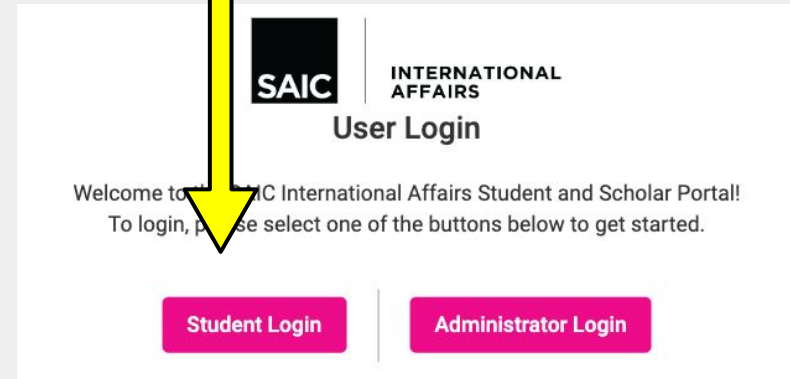 SAIC
INTERNATIONAL
AFFAIRS
User Login
Welcome to International Affairs Student and Scholar Portal!
To login, select one of the buttons below to get started.
Student Login
Administrator Login